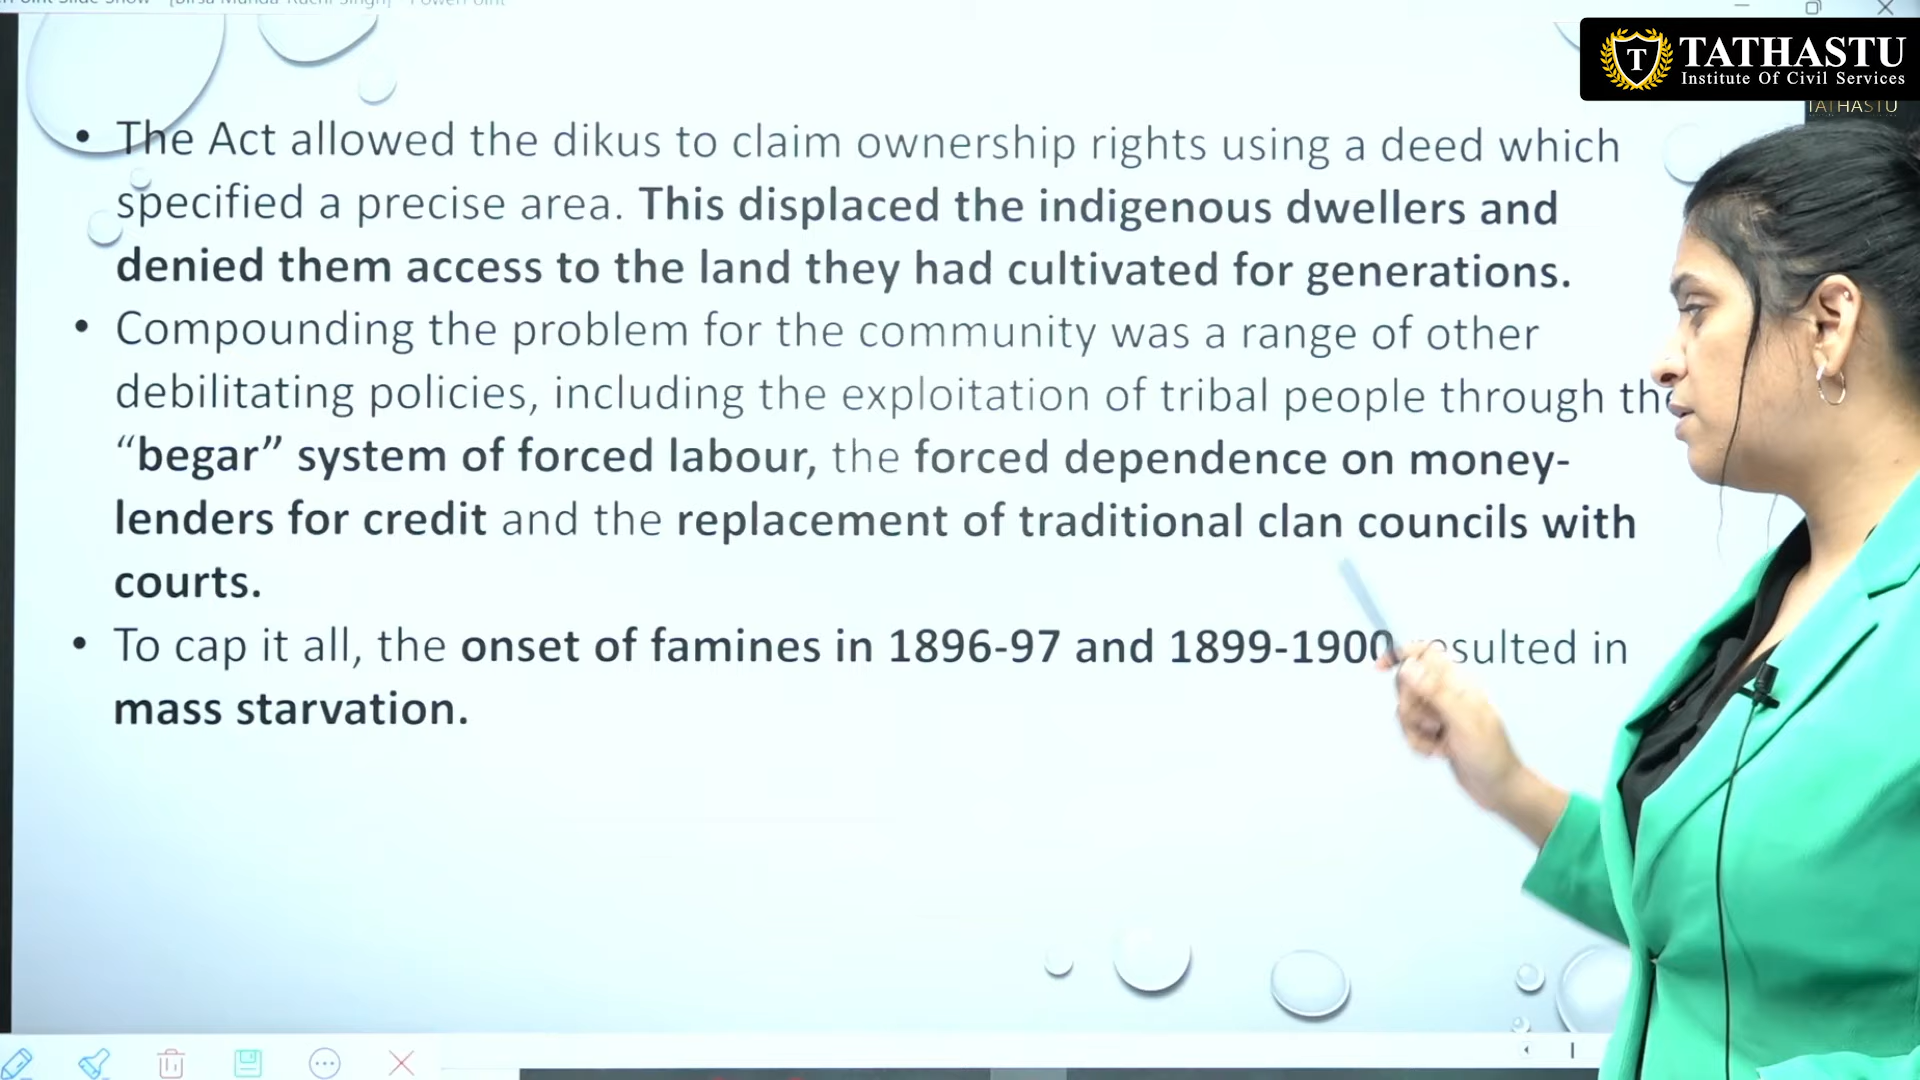 TATHASTU
Institute Of Civil Services
TATHASTU
• The Act allowed the dikus to claim ownership rights using a deed which
specified a precise area. This displaced the indigenous dwellers and
denied them access to the land they had cultivated for generations.
• Compounding the problem for the community was a range of other
debilitating policies, including the exploitation of tribal people through the
“begar” system of forced labour, the forced dependence on money-
lenders for credit and the replacement of traditional clan councils with
courts.
• To cap it all, the onset of famines in 1896-97 and 1899-1900 resulted in
mass starvation.